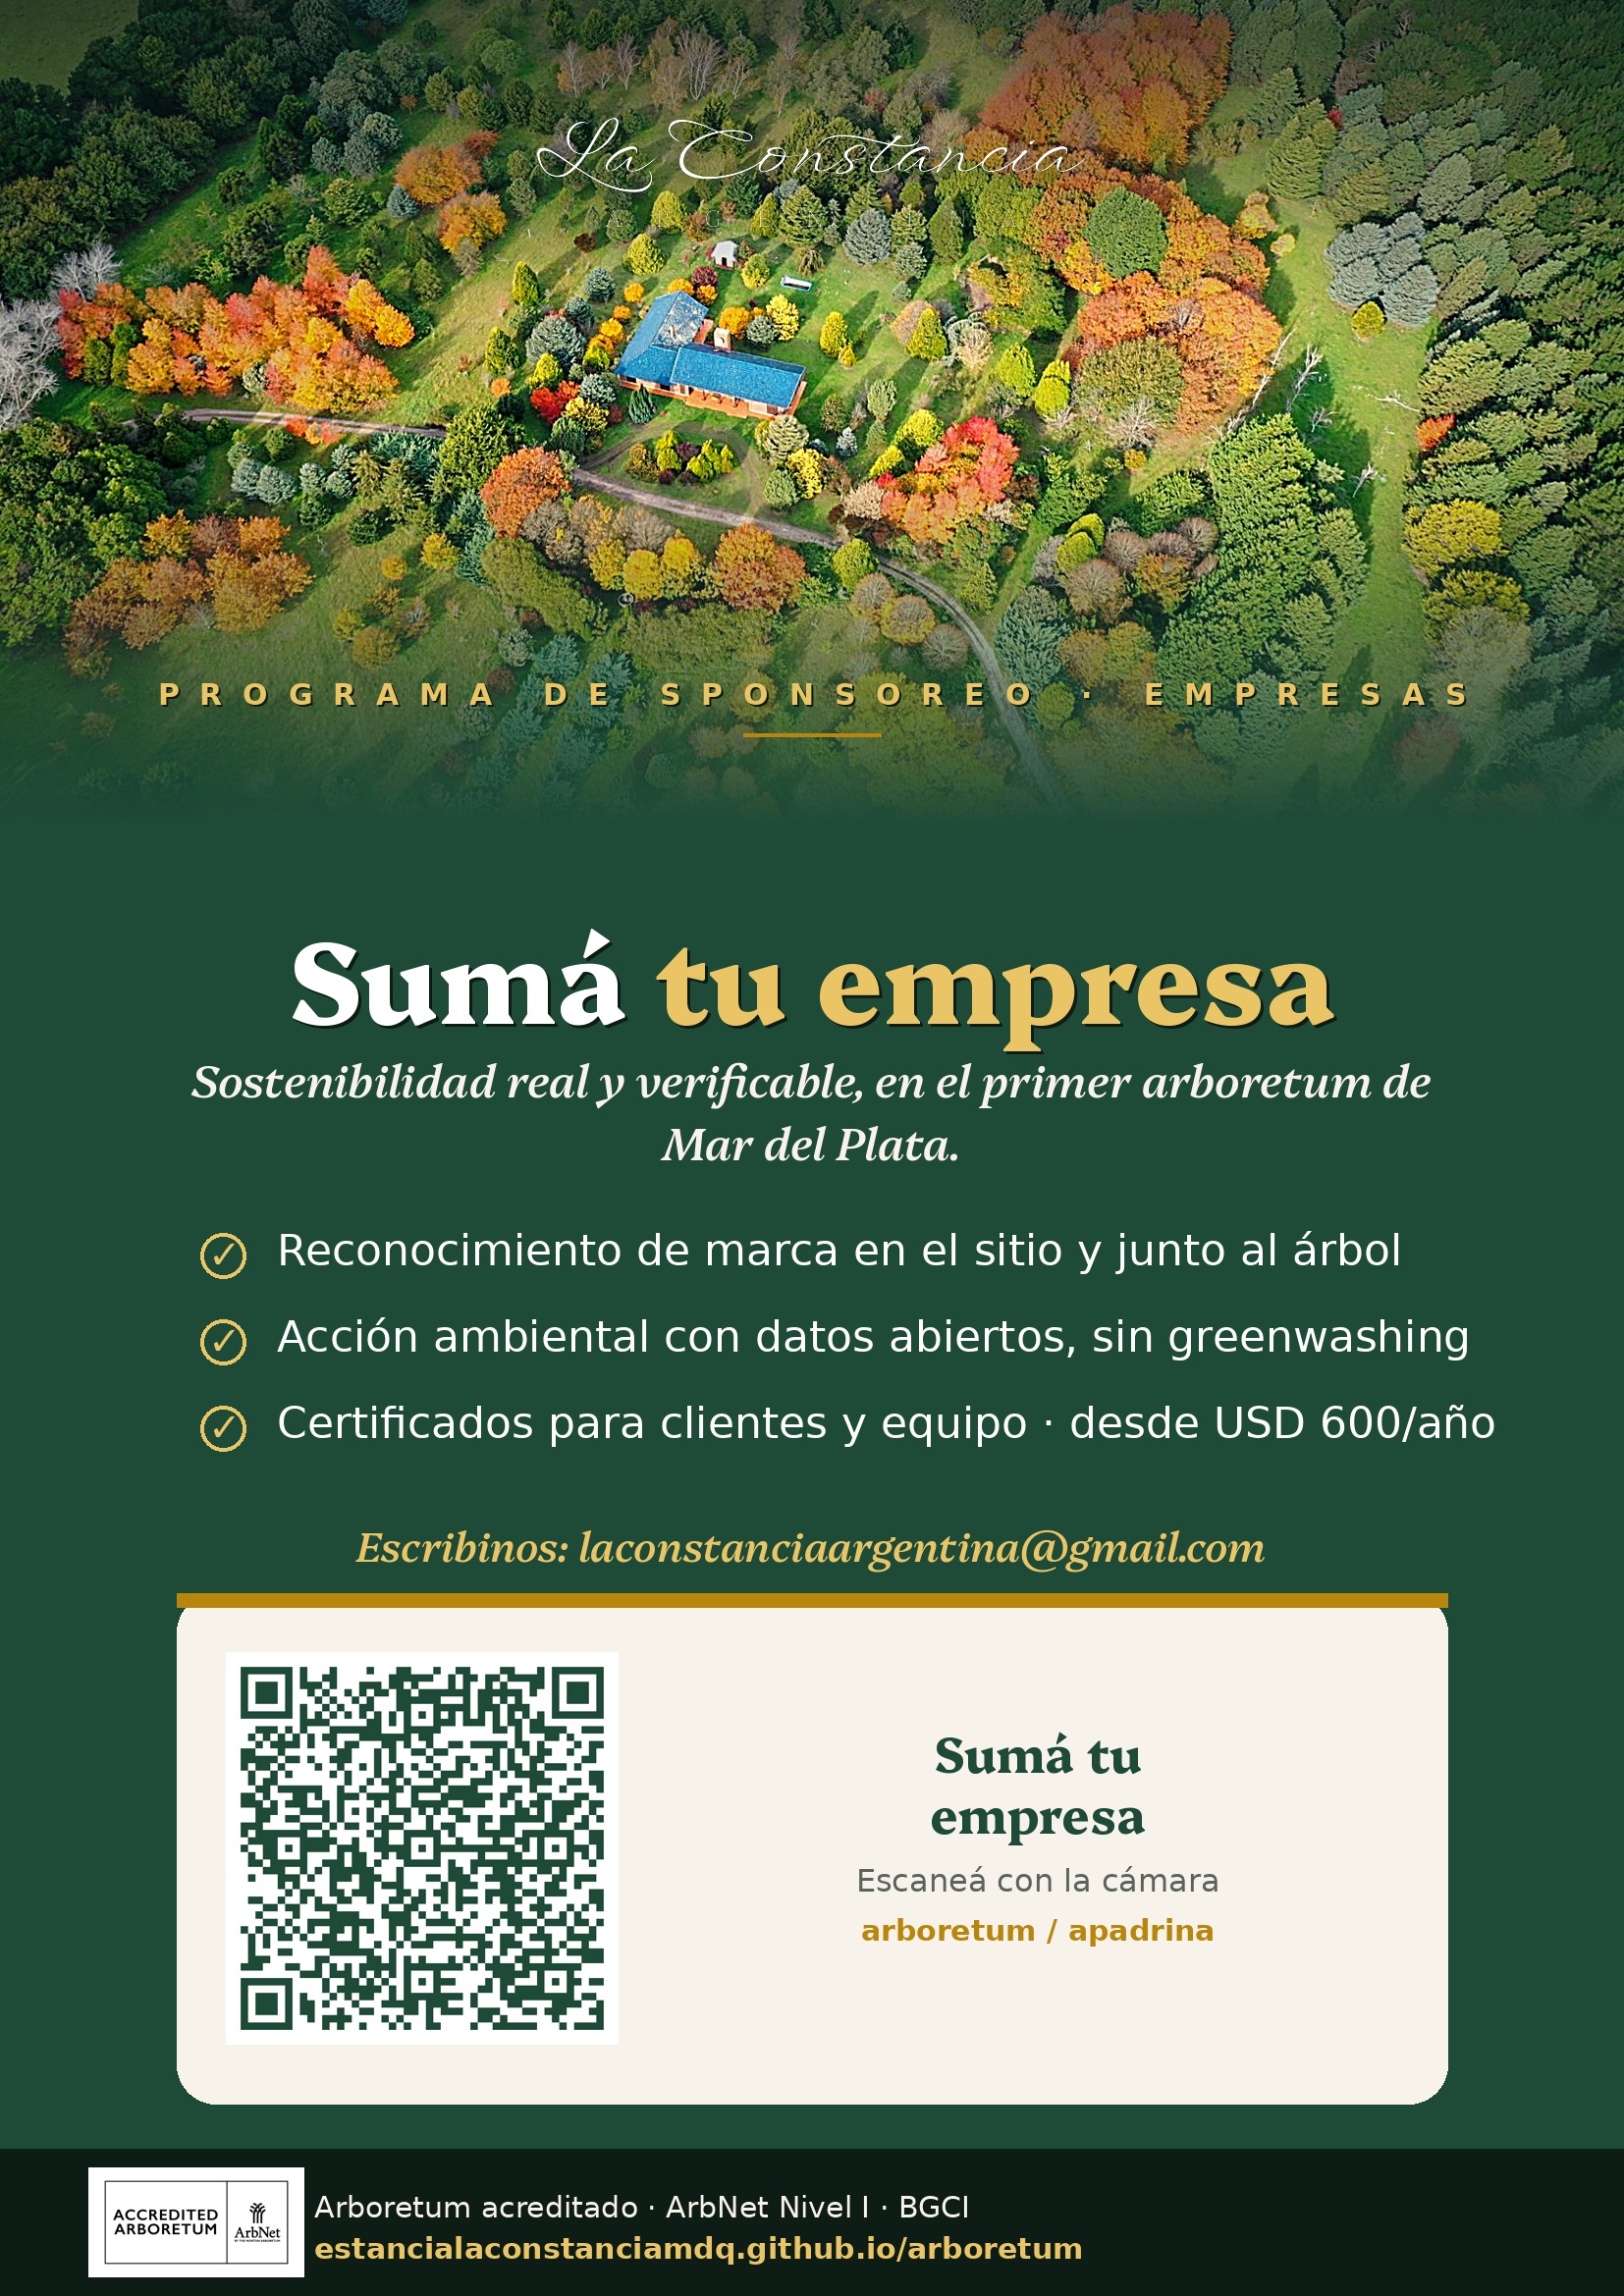 La Constancia
PROGRAMA DE SPONSOREO · EMPRESAS
Sumá tu empresa
Sostenibilidad real y verificable, en el primer arboretum de
Mar del Plata.
✓ Reconocimiento de marca en el sitio y junto al árbol
✓ Acción ambiental con datos abiertos, sin greenwashing
✓ Certificados para clientes y equipo · desde USD 600/año
Escribinos: laconstanciaargentina@gmail.com
Sumá tu
empresa
Escaneá con la cámara
arboretum / apadrina
ACCREDITED
ARBORETUM
ArbNet
Arboretum acreditado · ArbNet Nivel I · BGCI
estancialaconstanciamdq.github.io/arboretum